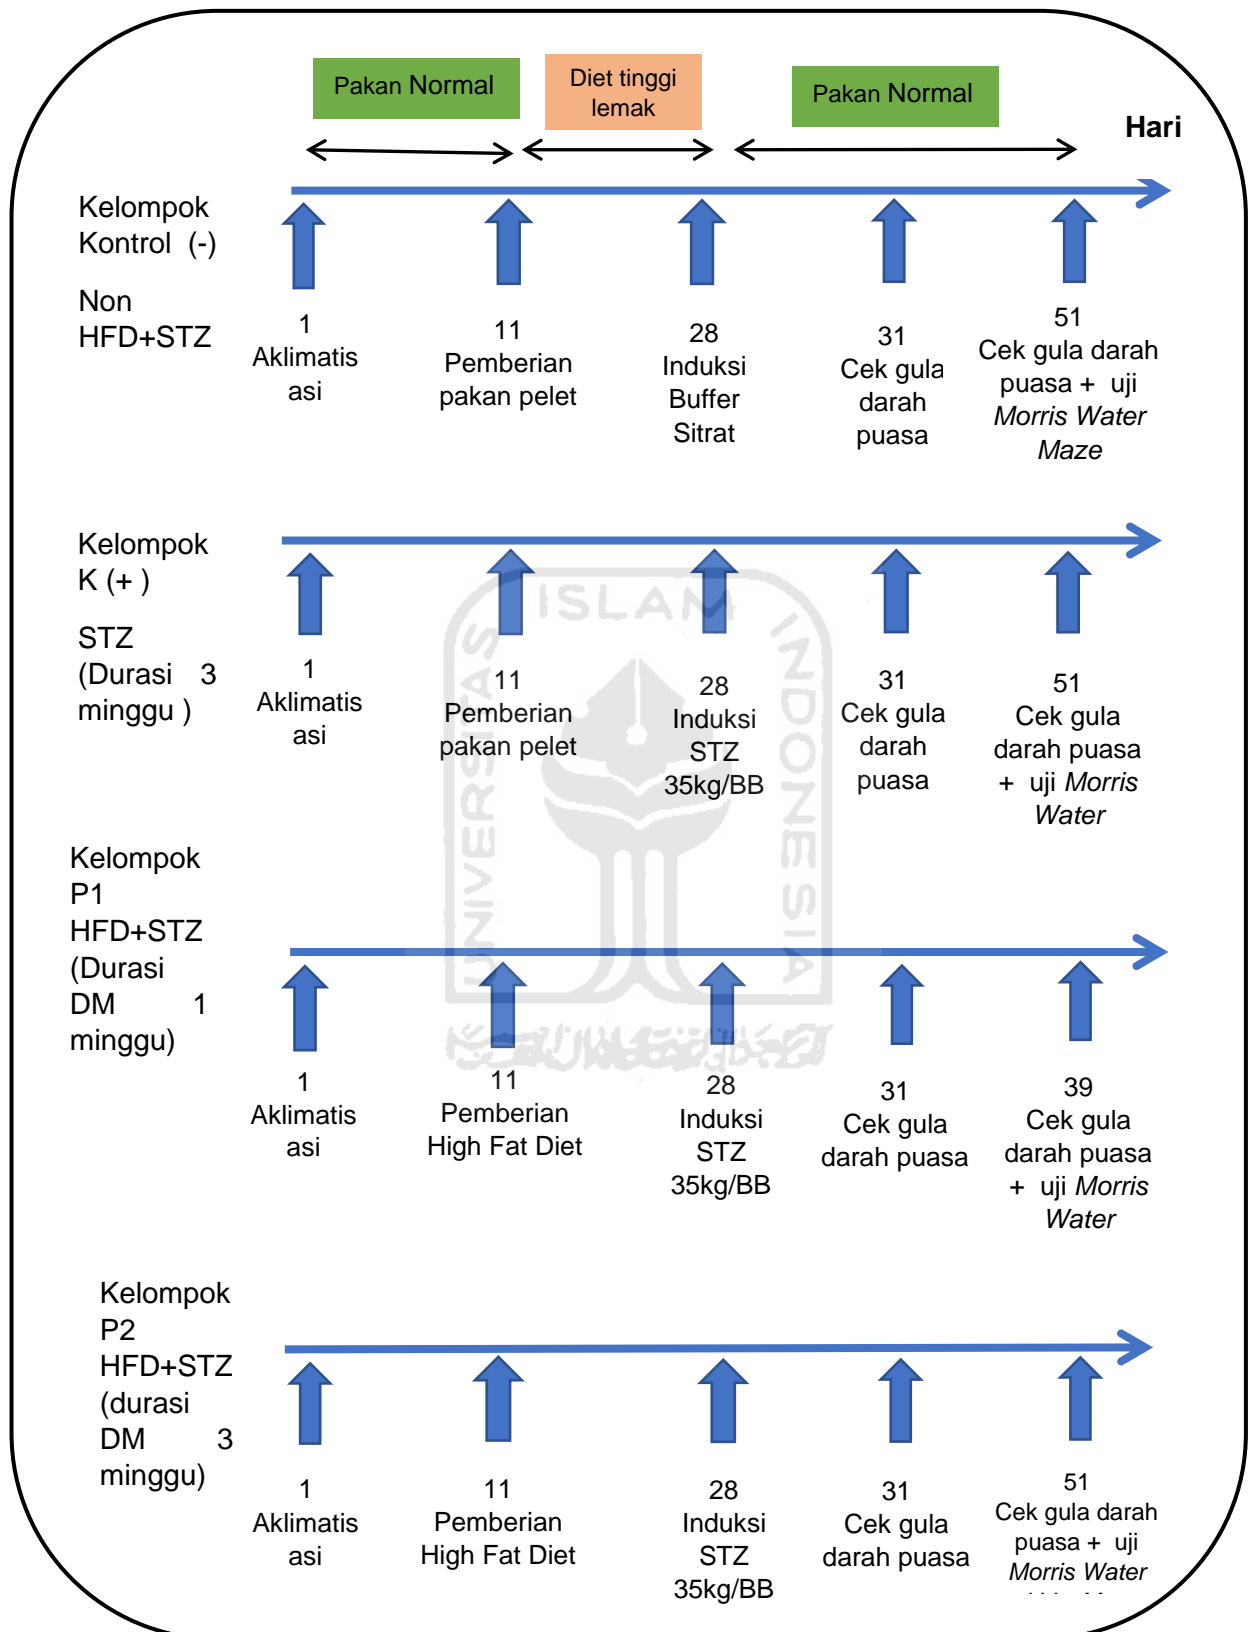 Pakan Normal
Diet tinggi
lemak
Pakan Normal
Hari
Kelompok
Kontrol (-)
Non
HFD+STZ
1
Aklimatis
asi
11
Pemberian
pakan pelet
28
Induksi
Buffer
Sitrat
31
Cek gula
darah
puasa
51
Cek gula darah
puasa + uji
Morris Water
Maze
Kelompok
K (+ )
STZ
(Durasi 3
minggu )
1
Aklimatis
asi
11
Pemberian
pakan pelet
28
Induksi
STZ
35kg/BB
31
Cek gula
darah
puasa
51
Cek gula
darah puasa
+ uji Morris
Water
Kelompok
P1
HFD+STZ
(Durasi
DM 1
minggu)
1
Aklimatis
asi
11
Pemberian
High Fat Diet
28
Induksi
STZ
35kg/BB
31
Cek gula
darah puasa
39
Cek gula
darah puasa
+ uji Morris
Water
Kelompok
P2
HFD+STZ
(durasi
DM 3
minggu)
1
Aklimatis
asi
11
Pemberian
High Fat Diet
28
Induksi
STZ
35kg/BB
31
Cek gula
darah puasa
51
Cek gula darah
puasa + uji
Morris Water
UNIVERSITAS
ISLAM
INDONESIA